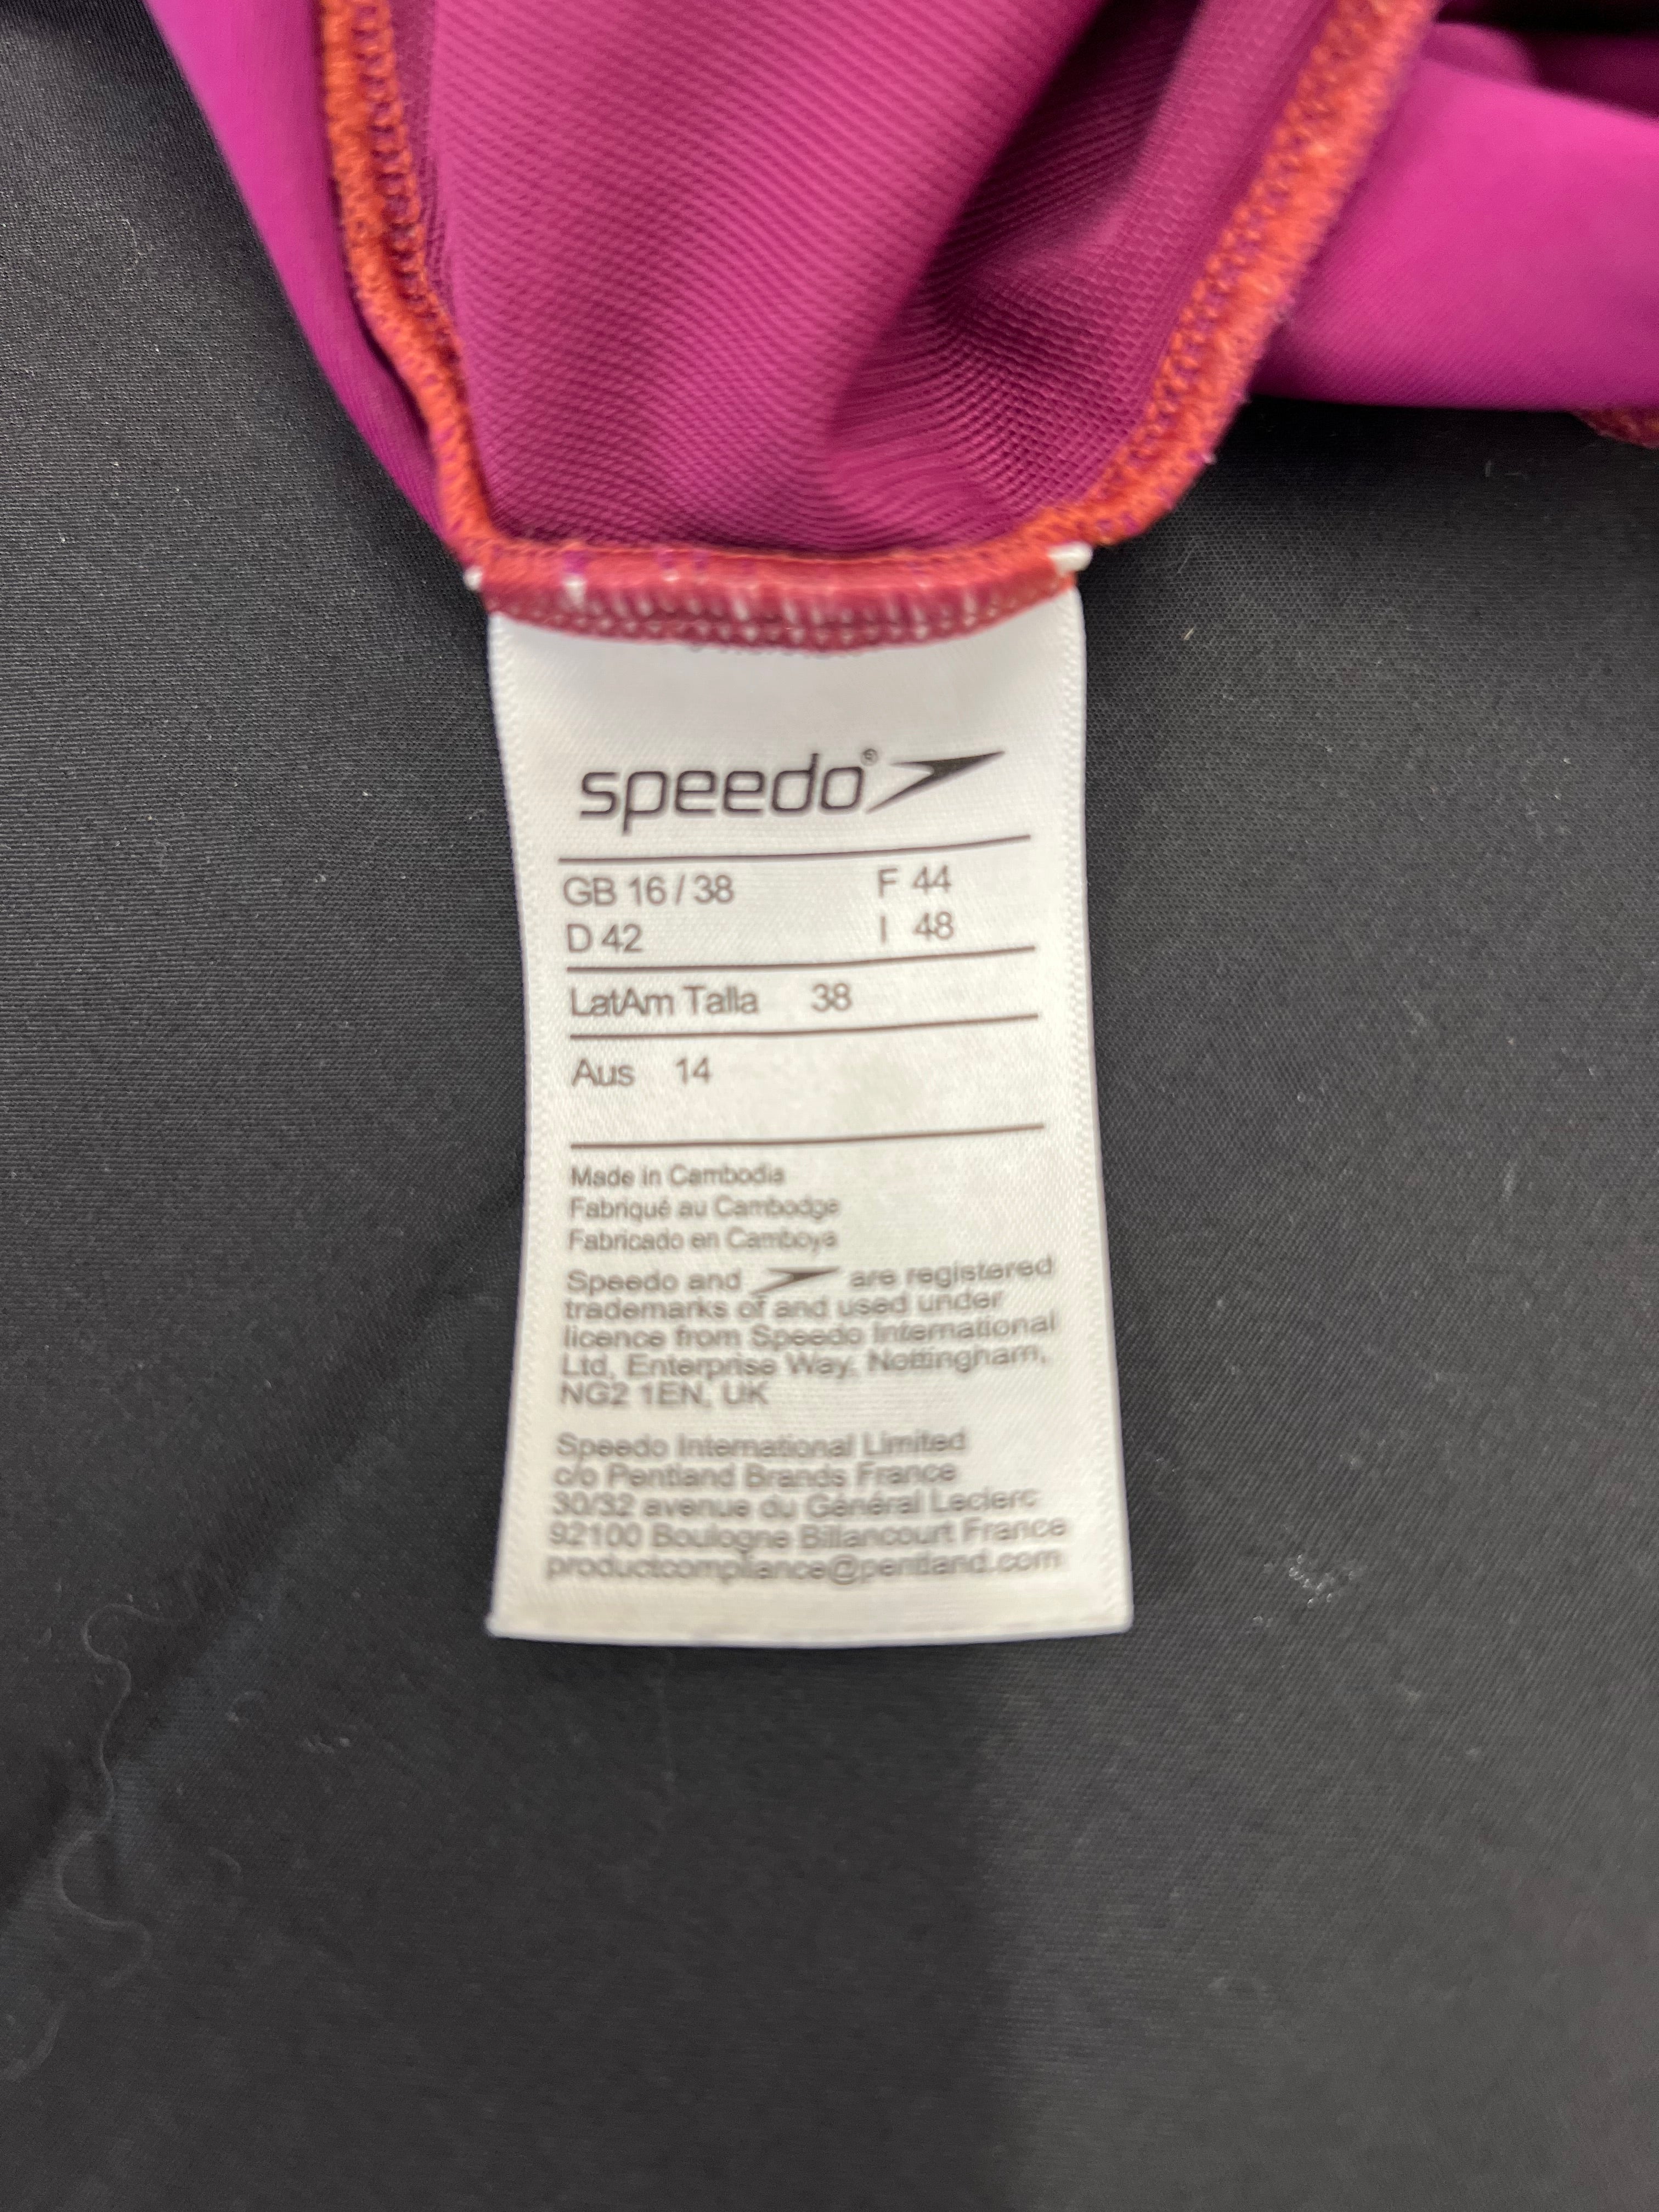 speedo®
GB 16 / 38 F 44
D 42 I 48
LatAm Talla 38
Aus 14
Made in Cambodia
Fabriqué au Cambodge
Fabricado en Camboya
Speedo and are registered
trademarks of and used under
licence from Speedo International
Ltd, Enterprise Way, Nottingham,
NG2 1EN, UK
Speedo International Limited
c/o Pentland Brands France
30/32 avenue du Général Leclerc
92100 Boulogne Billancourt France
productcompliance@pentland.com